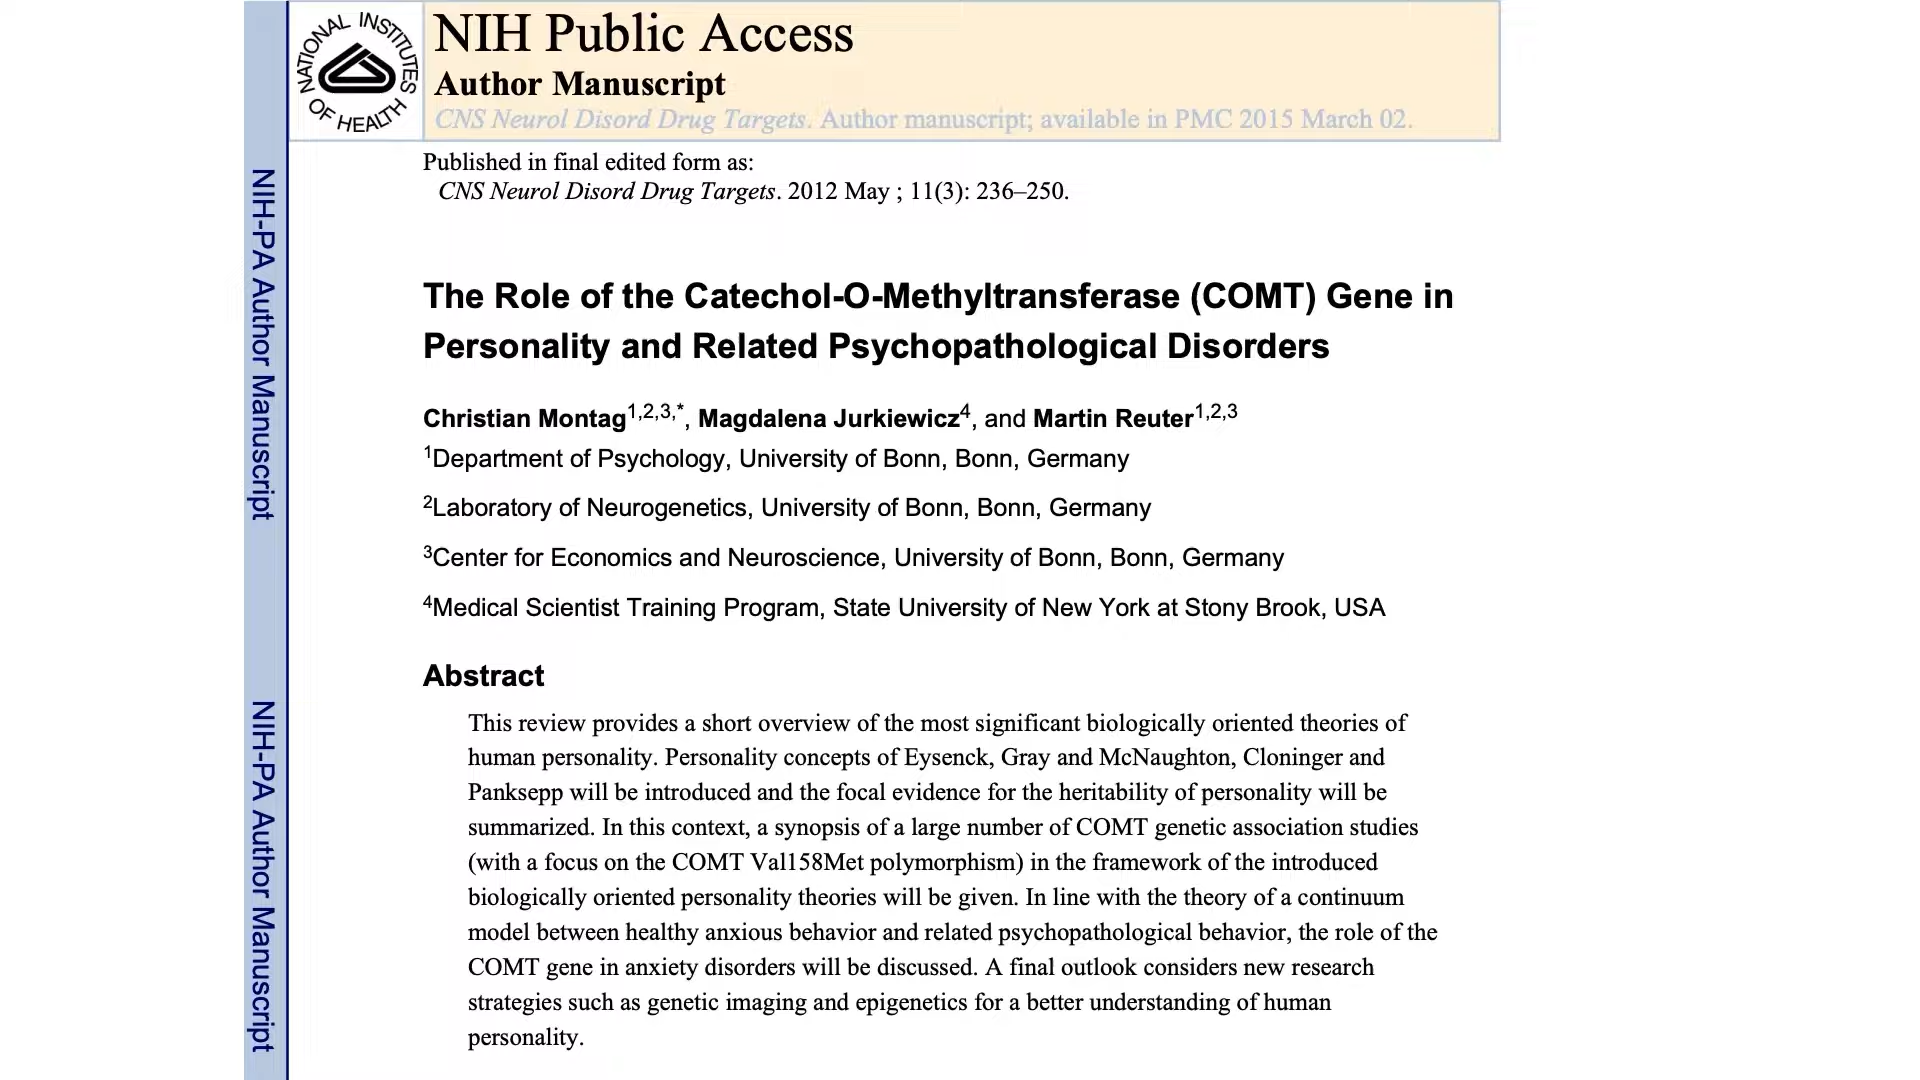 NATIONAL INSTITUTES OF HEALTH
NIH Public Access
Author Manuscript
CNS Neurol Disord Drug Targets. Author manuscript; available in PMC 2015 March 02.
Published in final edited form as:
CNS Neurol Disord Drug Targets. 2012 May ; 11(3): 236–250.
The Role of the Catechol-O-Methyltransferase (COMT) Gene in
Personality and Related Psychopathological Disorders
Christian Montag1,2,3,*, Magdalena Jurkiewicz4, and Martin Reuter1,2,3
1Department of Psychology, University of Bonn, Bonn, Germany
2Laboratory of Neurogenetics, University of Bonn, Bonn, Germany
3Center for Economics and Neuroscience, University of Bonn, Bonn, Germany
4Medical Scientist Training Program, State University of New York at Stony Brook, USA
Abstract
This review provides a short overview of the most significant biologically oriented theories of
human personality. Personality concepts of Eysenck, Gray and McNaughton, Cloninger and
Panksepp will be introduced and the focal evidence for the heritability of personality will be
summarized. In this context, a synopsis of a large number of COMT genetic association studies
(with a focus on the COMT Val158Met polymorphism) in the framework of the introduced
biologically oriented personality theories will be given. In line with the theory of a continuum
model between healthy anxious behavior and related psychopathological behavior, the role of the
COMT gene in anxiety disorders will be discussed. A final outlook considers new research
strategies such as genetic imaging and epigenetics for a better understanding of human
personality.
NIH-PA Author Manuscript
NIH-PA Author Manuscript